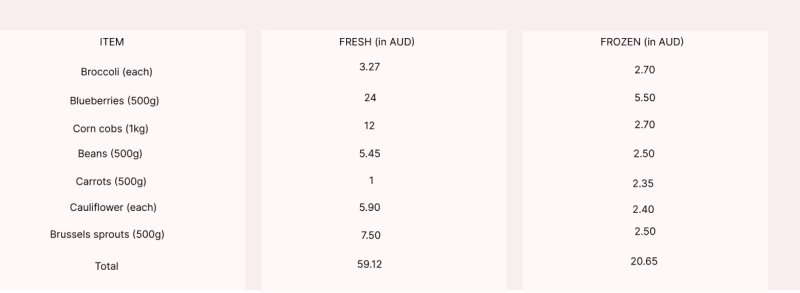 ITEM FRESH (in AUD) FROZEN (in AUD)
Broccoli (each) 3.27 2.70
Blueberries (500g) 24 5.50
Corn cobs (1kg) 12 2.70
Beans (500g) 5.45 2.50
Carrots (500g) 1 2.35
Cauliflower (each) 5.90 2.40
Brussels sprouts (500g) 7.50 2.50
Total 59.12 20.65